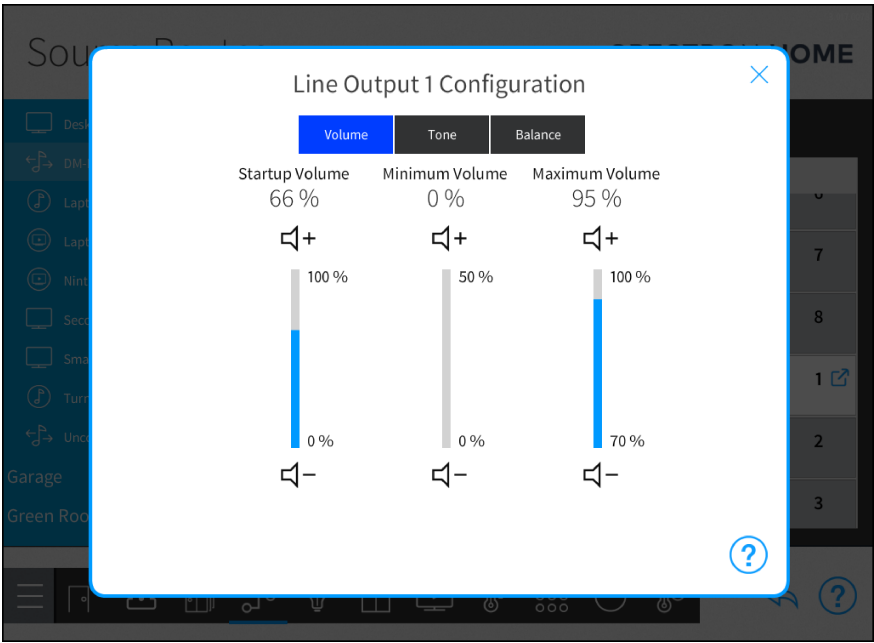 Line Output 1 Configuration
Volume
Tone
Balance
Startup Volume
66 %
Minimum Volume
0 %
Maximum Volume
95 %
100 %
0 %
50 %
0 %
100 %
70 %
?
HOME
Garage
Green
7
8
1
2
3
?